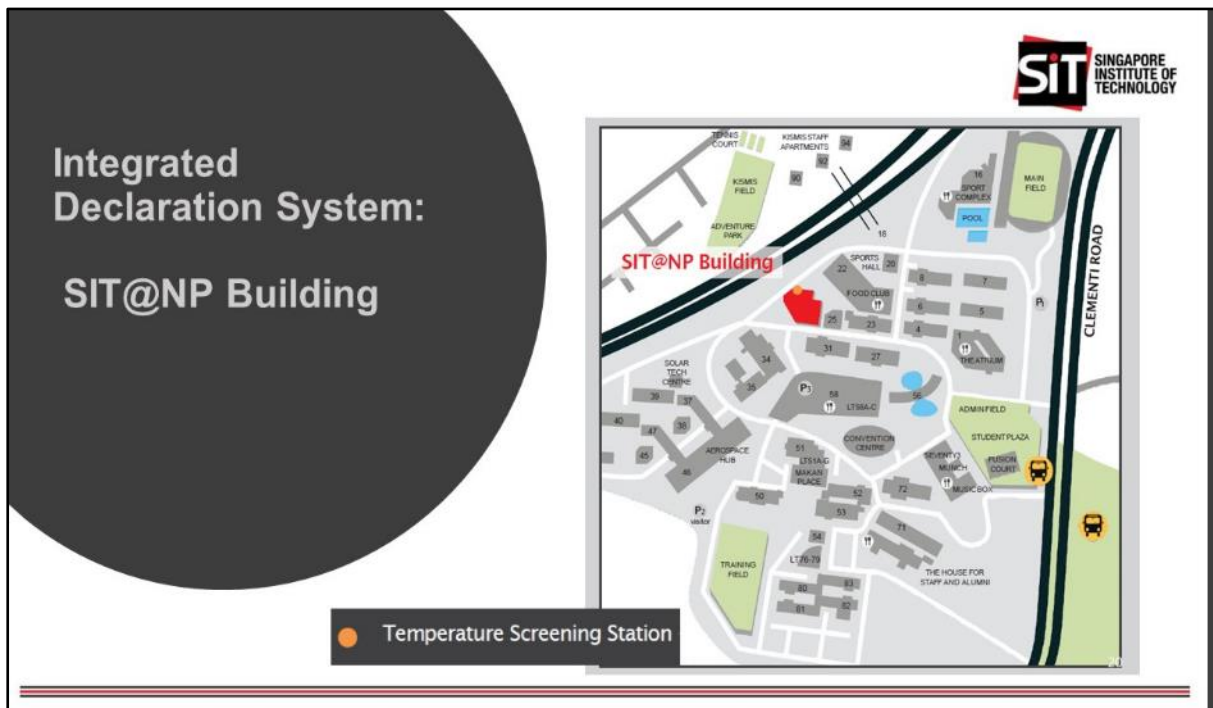 Integrated
Declaration System:
SIT@NP Building
SiT
SINGAPORE
INSTITUTE OF
TECHNOLOGY
TENNIS
COURT
KISMIS STAFF
APARTMENTS
94
92
90
KISMIS
FIELD
ADVENTURE
PARK
16
SPORT
COMPLEX
MAIN
FIELD
POOL
15
SIT@NP Building
SPORTS
HALL
20
22
FOOD CLUB
8
7
6
5
4
25
23
1
THE ATRIUM
P1
CLEMENTI ROAD
31
27
34
35
SOLAR
TECH
CENTRE
39
37
40
47
38
45
46
AEROSPACE
HUB
P3
58
LT58A-C
56
ADMIN FIELD
STUDENT PLAZA
FUSION
COURT
CONVENTION
CENTRE
SEVENTY3
MUNCH
MUSIC BOX
51
LT51A-G
MAKAN
PLACE
50
52
53
72
P2
visitor
71
54
LT76-79
THE HOUSE FOR
STAFF AND ALUMNI
TRAINING
FIELD
80
83
81
82
Temperature Screening Station
20